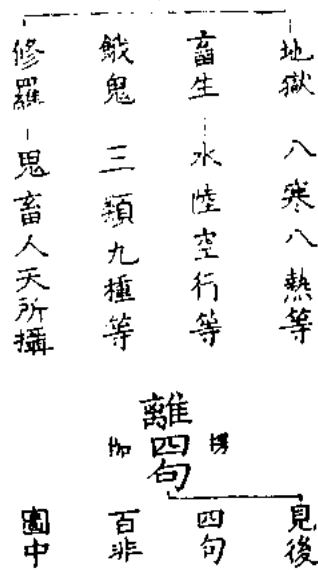 地獄 八寒八熱等
畜生 水陸空行等
餓鬼 三類九種等
修羅 鬼畜人天所攝
離四句
楞
伽
見後
四句
百非
圖中